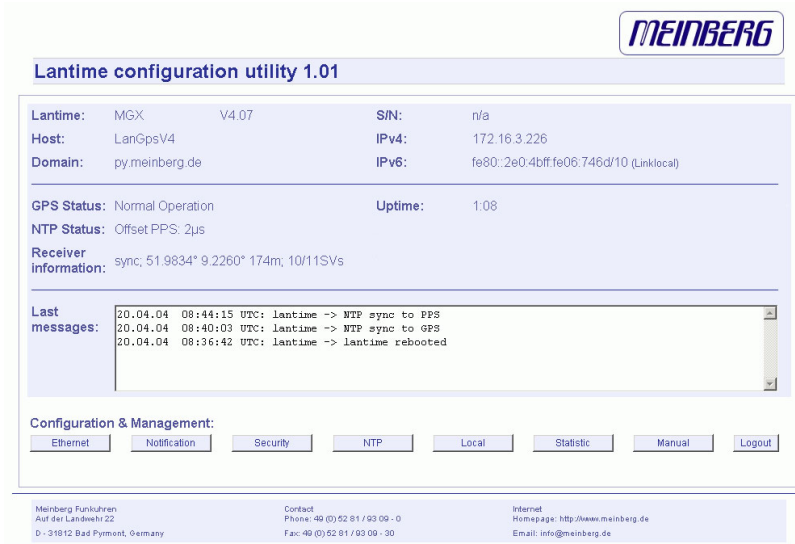 MEINBERG
Lantime configuration utility 1.01
Lantime: MGX V4.07 S/N: n/a
Host: LanGpsV4 IPv4: 172.16.3.226
Domain: py.meinberg.de IPv6: fe80::2e0:4bff:fe06:746d/10 (Linklocal)
GPS Status: Normal Operation Uptime: 1:08
NTP Status: Offset PPS: 2µs
Receiver
information: sync; 51.9834° 9.2260° 174m; 10/11SVs
Last
messages:
20.04.04 08:44:15 UTC: lantime -> NTP sync to PPS
20.04.04 08:40:03 UTC: lantime -> NTP sync to GPS
20.04.04 08:36:42 UTC: lantime -> lantime rebooted
Configuration & Management:
Ethernet Notification Security NTP Local Statistic Manual Logout
Meinberg Funkuhren Contact Internet
Auf der Landwehr 22 Phone: 49 (0) 52 81 / 93 09 - 0 Homepage: http://www.meinberg.de
D - 31812 Bad Pyrmont, Germany Fax: 49 (0) 52 81 / 93 09 - 30 Email: info@meinberg.de